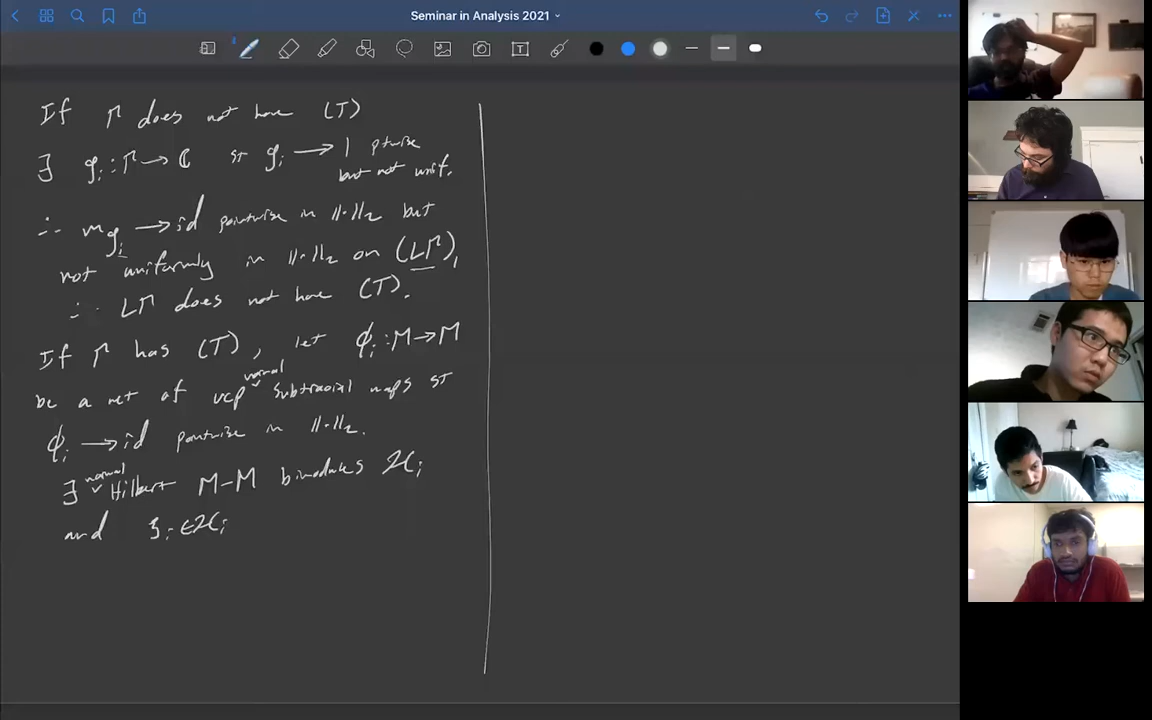 Seminar in Analysis 2021
If Γ does not have (T)
∃ φᵢ : Γ → ℂ st φᵢ → 1 ptwise
but not unif.
∴ m_φᵢ → id pointwise in ‖·‖₂ but
not uniformly in ‖·‖₂ on (LΓ)₁
∴ LΓ does not have (T).
If Γ has (T), let ϕᵢ : M → M
be a net of ucp normal subtracial maps st
ϕᵢ → id pointwise in ‖·‖₂.
∃ normal Hilbert M-M bimodules ℋᵢ
and ξᵢ ∈ ℋᵢ